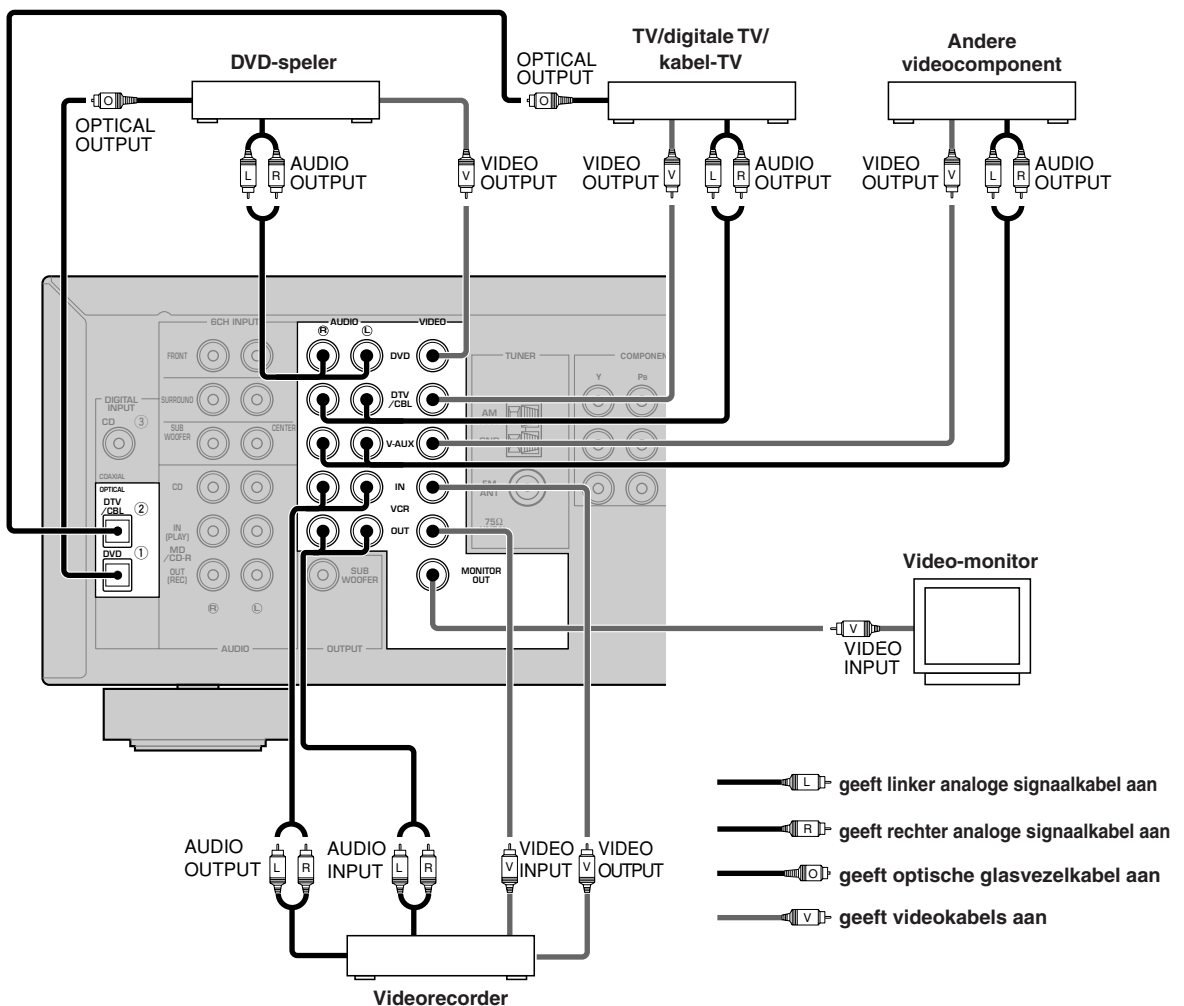 DVD-speler
OPTICAL
OUTPUT
TV/digitale TV/
kabel-TV
Andere
videocomponent
OPTICAL
OUTPUT
L
R
AUDIO
OUTPUT
V
VIDEO
OUTPUT
VIDEO
OUTPUT
V
L
R
AUDIO
OUTPUT
VIDEO
OUTPUT
V
L
R
AUDIO
OUTPUT
O
O
6CH INPUT
AUDIO
VIDEO
R
L
FRONT
DVD
TUNER
COMPONEN
Y
PB
DIGITAL
INPUT
CD ③
SURROUND
DTV
/CBL
AM
SUB
WOOFER
CENTER
V-AUX
GND
COAXIAL
OPTICAL
DTV
/CBL ②
DVD ①
CD
IN
VCR
OUT
FM
ANT
75Ω
IN
(PLAY)
MD
/CD-R
OUT
(REC)
SUB
WOOFER
MONITOR
OUT
R
L
AUDIO
OUTPUT
Video-monitor
V
VIDEO
INPUT
AUDIO
OUTPUT
L
R
AUDIO
INPUT
L
R
V
VIDEO
INPUT
V
VIDEO
OUTPUT
Videorecorder
L geeft linker analoge signaalkabel aan
R geeft rechter analoge signaalkabel aan
O geeft optische glasvezelkabel aan
V geeft videokabels aan